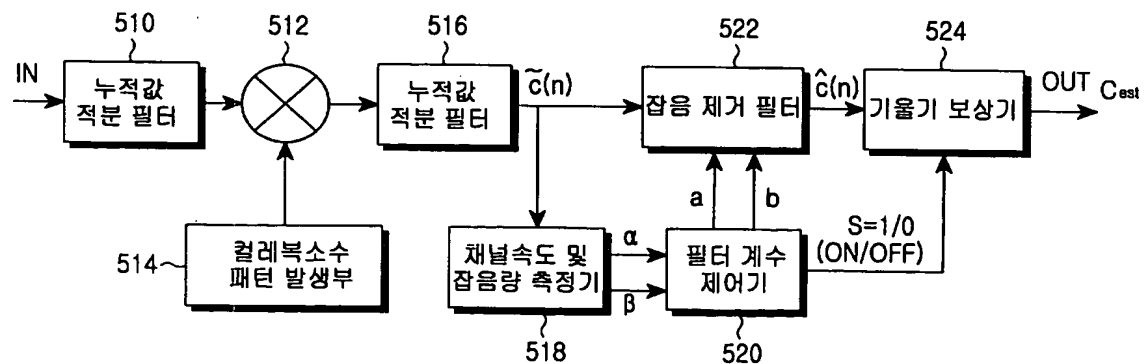 510
512
516
522
524
IN
누적값
적분 필터
누적값
적분 필터
c̃(n)
잡음 제거 필터
ĉ(n)
기울기 보상기
OUT
Cest
514
컬레복소수
패턴 발생부
채널속도 및
잡음량 측정기
α
β
a
b
필터 계수
제어기
S=1/0
(ON/OFF)
518
520